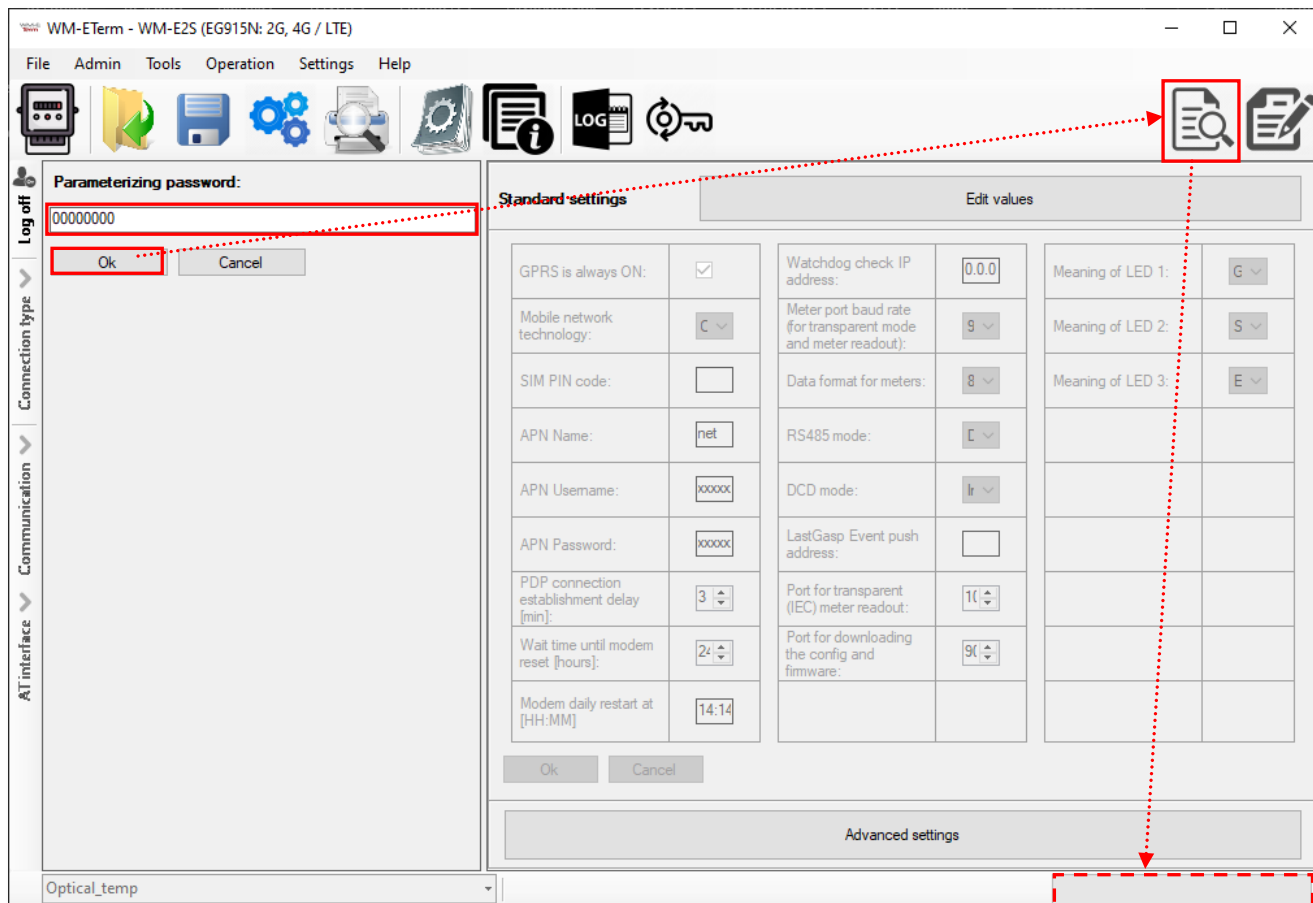 WM-ETerm - WM-E2S (EG915N: 2G, 4G / LTE)
File Admin Tools Operation Settings Help
LOG
Log off
Connection type
Communication
AT interface
Parameterizing password:
00000000
Ok Cancel
Standard settings
Edit values
GPRS is always ON:
Mobile network
technology:
C
SIM PIN code:
APN Name:
net
APN Username:
xxxxx
APN Password:
xxxxx
PDP connection
establishment delay
[min]:
3
Wait time until modem
reset [hours]:
24
Modem daily restart at
[HH:MM]
14:14
Watchdog check IP
address:
0.0.0
Meter port baud rate
(for transparent mode
and meter readout):
9
Data format for meters:
8
RS485 mode:
DCD mode:
LastGasp Event push
address:
Port for transparent
(IEC) meter readout:
Port for downloading
the config and
firmware:
Meaning of LED 1:
G
Meaning of LED 2:
S
Meaning of LED 3:
E
Ok Cancel
Advanced settings
Optical_temp